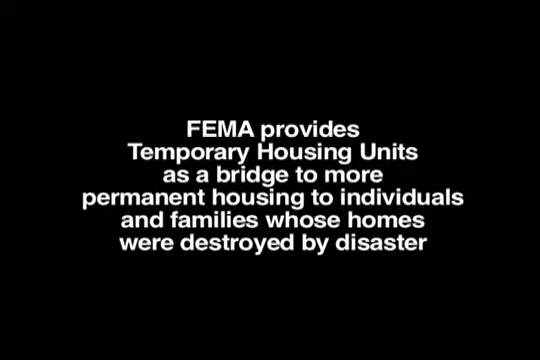 FEMA provides
Temporary Housing Units
as a bridge to more
permanent housing to individuals
and families whose homes
were destroyed by disaster